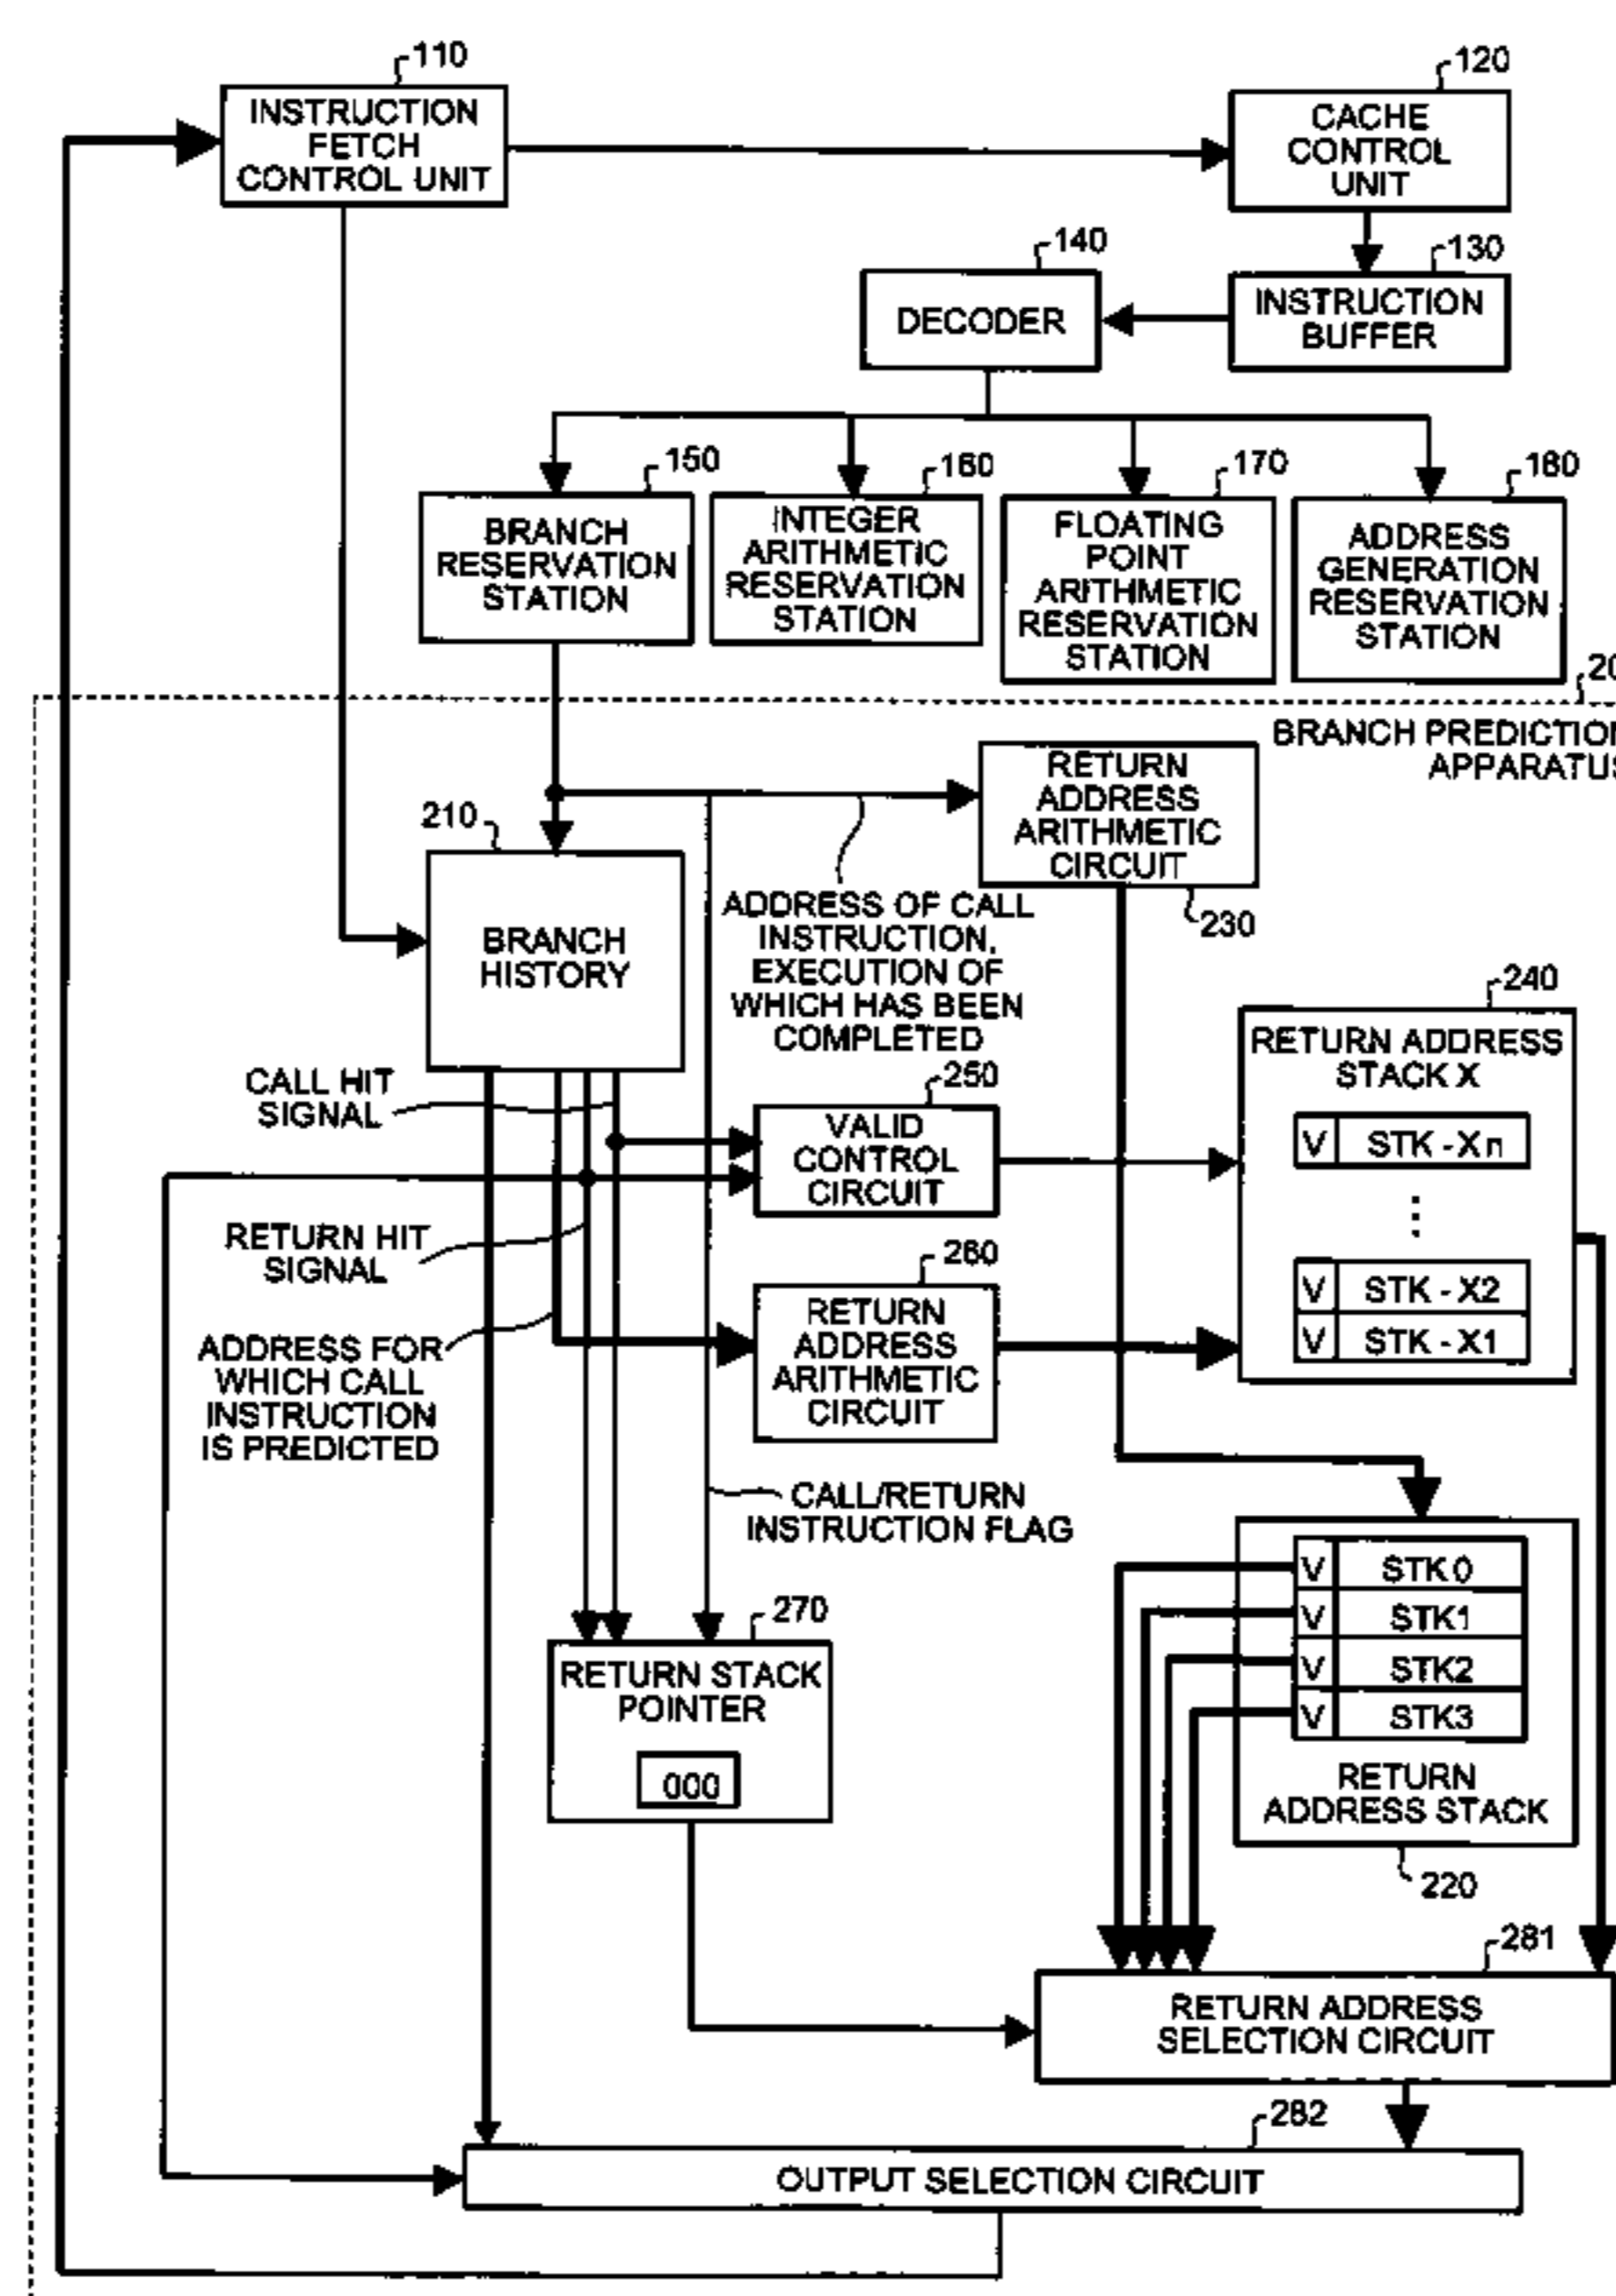 110
INSTRUCTION
FETCH
CONTROL UNIT
120
CACHE
CONTROL
UNIT
140
DECODER
130
INSTRUCTION
BUFFER
150
BRANCH
RESERVATION
STATION
160
INTEGER
ARITHMETIC
RESERVATION
STATION
170
FLOATING
POINT
ARITHMETIC
RESERVATION
STATION
180
ADDRESS
GENERATION
RESERVATION
STATION
BRANCH PREDICTION
APPARATUS
RETURN
ADDRESS
ARITHMETIC
CIRCUIT
230
210
BRANCH
HISTORY
ADDRESS OF CALL
INSTRUCTION,
EXECUTION OF
WHICH HAS BEEN
COMPLETED
240
RETURN ADDRESS
STACK X
V STK - Xn
⋮
V STK - X2
V STK - X1
CALL HIT
SIGNAL
250
VALID
CONTROL
CIRCUIT
RETURN HIT
SIGNAL
260
RETURN
ADDRESS
ARITHMETIC
CIRCUIT
ADDRESS FOR
WHICH CALL
INSTRUCTION
IS PREDICTED
CALL/RETURN
INSTRUCTION FLAG
V STK0
V STK1
V STK2
V STK3
RETURN
ADDRESS STACK
220
270
RETURN STACK
POINTER
000
281
RETURN ADDRESS
SELECTION CIRCUIT
282
OUTPUT SELECTION CIRCUIT